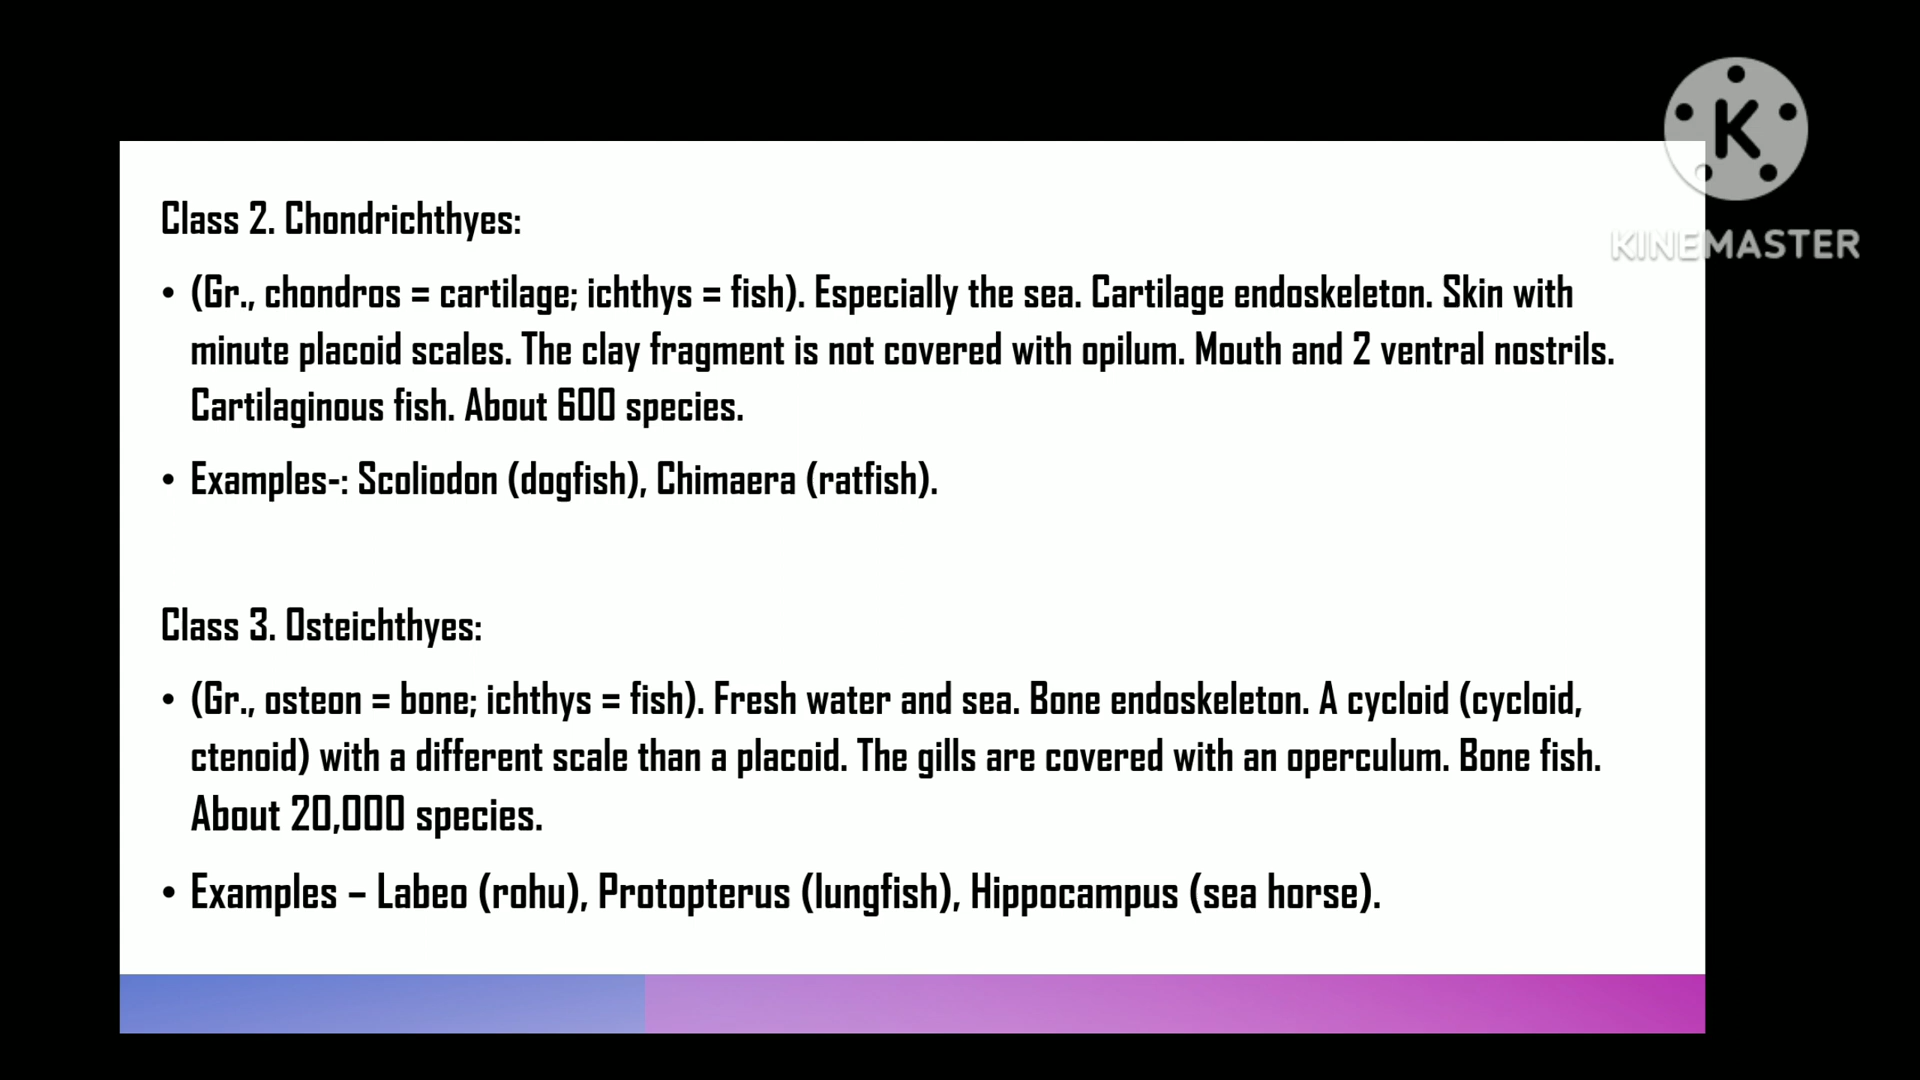 K
KINEMASTER
Class 2. Chondrichthyes:
• (Gr., chondros = cartilage; ichthys = fish). Especially the sea. Cartilage endoskeleton. Skin with
minute placoid scales. The clay fragment is not covered with opilum. Mouth and 2 ventral nostrils.
Cartilaginous fish. About 600 species.
• Examples-: Scoliodon (dogfish), Chimaera (ratfish).
Class 3. Osteichthyes:
• (Gr., osteon = bone; ichthys = fish). Fresh water and sea. Bone endoskeleton. A cycloid (cycloid,
ctenoid) with a different scale than a placoid. The gills are covered with an operculum. Bone fish.
About 20,000 species.
• Examples – Labeo (rohu), Protopterus (lungfish), Hippocampus (sea horse).